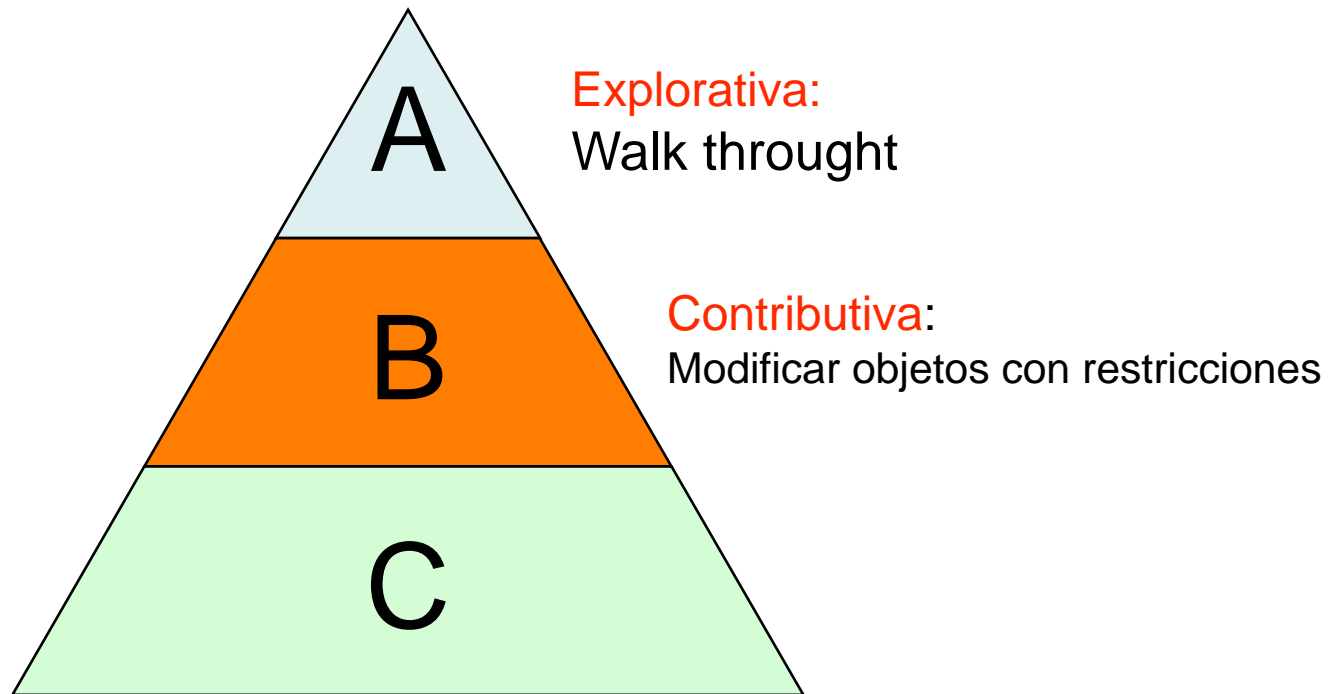 A
Explorativa:
Walk throught
B
Contributiva:
Modificar objetos con restricciones
C